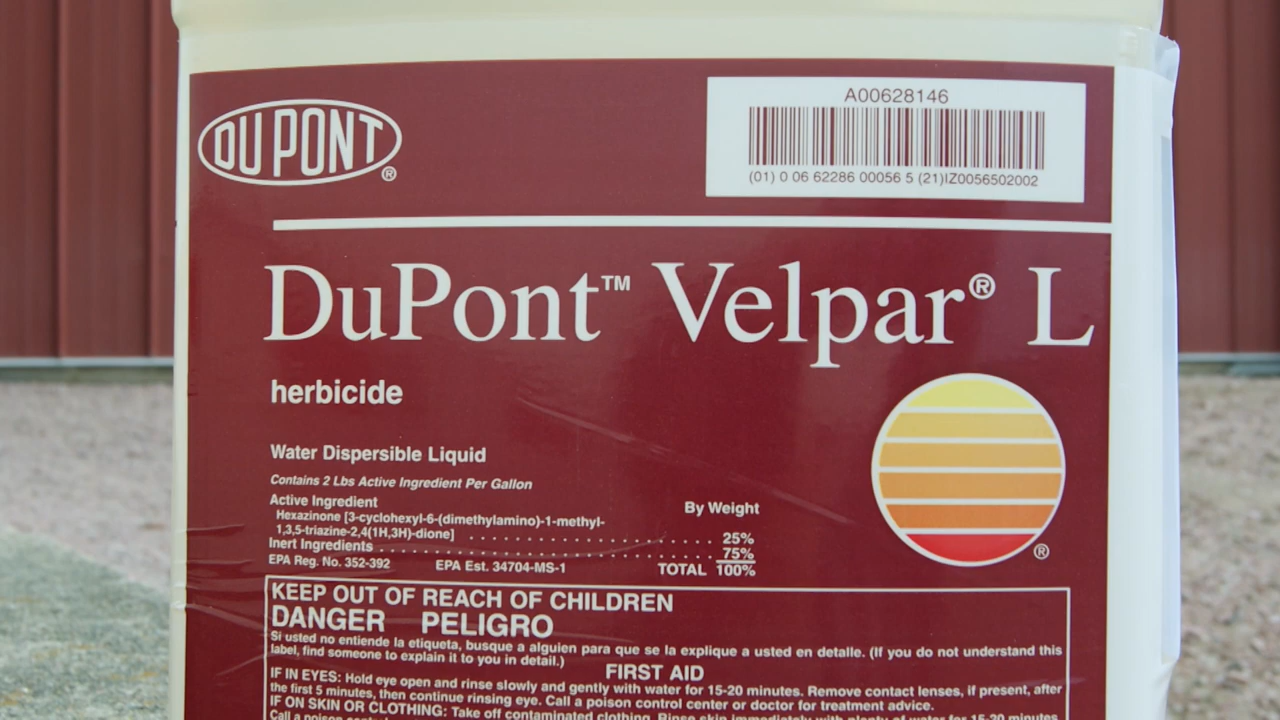 DU PONT®
A00628146
(01) 0 06 62286 00056 5 (21)IZ0056502002
DuPont™ Velpar® L
herbicide
Water Dispersible Liquid
Contains 2 Lbs Active Ingredient Per Gallon
Active Ingredient
By Weight
Hexazinone [3-cyclohexyl-6-(dimethylamino)-1-methyl-
1,3,5-triazine-2,4(1H,3H)-dione] . . . . . . . . . . . . . . . . . . . . . . 25%
Inert Ingredients . . . . . . . . . . . . . . . . . . . . . . . . . . . . . . . . 75%
EPA Reg. No. 352-392 EPA Est. 34704-MS-1 TOTAL 100%
®
KEEP OUT OF REACH OF CHILDREN
DANGER PELIGRO
Si usted no entiende la etiqueta, busque a alguien para que se la explique a usted en detalle. (If you do not understand this
label, find someone to explain it to you in detail.)
FIRST AID
IF IN EYES: Hold eye open and rinse slowly and gently with water for 15-20 minutes. Remove contact lenses, if present, after
the first 5 minutes, then continue rinsing eye. Call a poison control center or doctor for treatment advice.
IF ON SKIN OR CLOTHING: Take off contaminated clothing. Rinse skin immediately with plenty of water for 15-20 minutes.
Call a poison